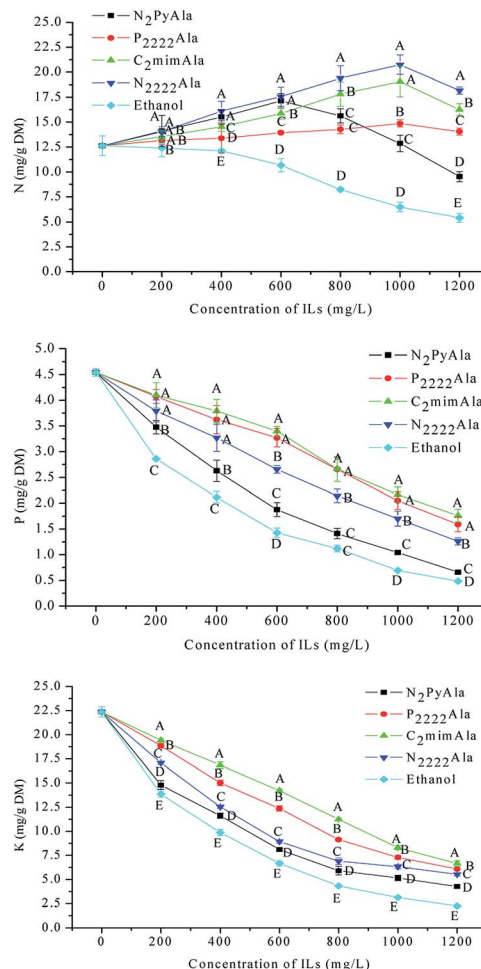 25.0
22.5
20.0
17.5
15.0
12.5
10.0
7.5
5.0
2.5
0.0
N (mg/g DM)
N₂PyAla
P₂₂₂₂Ala
C₂mimAla
N₂₂₂₂Ala
Ethanol
A
A B
A B
B
A
A
B
C
D
E
A
A
B
C
D
A
B
C
C
D
A
A
B
C
D
A
B
C
D
E
0 200 400 600 800 1000 1200
Concentration of ILs (mg/L)
5.0
4.5
4.0
3.5
3.0
2.5
2.0
1.5
1.0
0.5
0.0
P (mg/g DM)
N₂PyAla
P₂₂₂₂Ala
C₂mimAla
N₂₂₂₂Ala
Ethanol
A
A
A
B
C
A
A
A
B
C
A
A
B
C
D
A
A
B
C
C
A
A
B
C
D
A
A
B
C
D
0 200 400 600 800 1000 1200
Concentration of ILs (mg/L)
25.0
22.5
20.0
17.5
15.0
12.5
10.0
7.5
5.0
2.5
0.0
K (mg/g DM)
N₂PyAla
P₂₂₂₂Ala
C₂mimAla
N₂₂₂₂Ala
Ethanol
A
B
C
D
E
A
B
C
D
E
A
B
C
D
E
A
B
C
D
E
A
B
C
D
E
A
B
C
D
E
0 200 400 600 800 1000 1200
Concentration of ILs (mg/L)